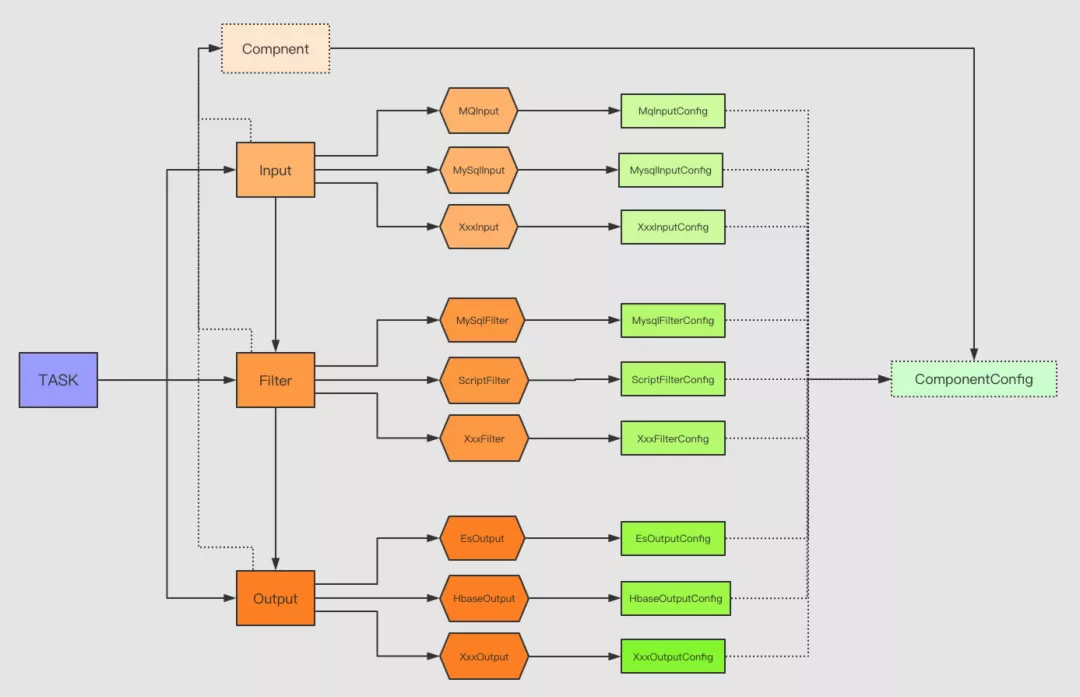 Compnent
MQInput
MqInputConfig
Input
MySqlInput
MysqlInputConfig
XxxInput
XxxInputConfig
MySqlFilter
MysqlFilterConfig
TASK
Filter
ScriptFilter
ScriptFilterConfig
ComponentConfig
XxxFilter
XxxFilterConfig
EsOutput
EsOutputConfig
Output
HbaseOutput
HbaseOutputConfig
XxxOutput
XxxOutputConfig